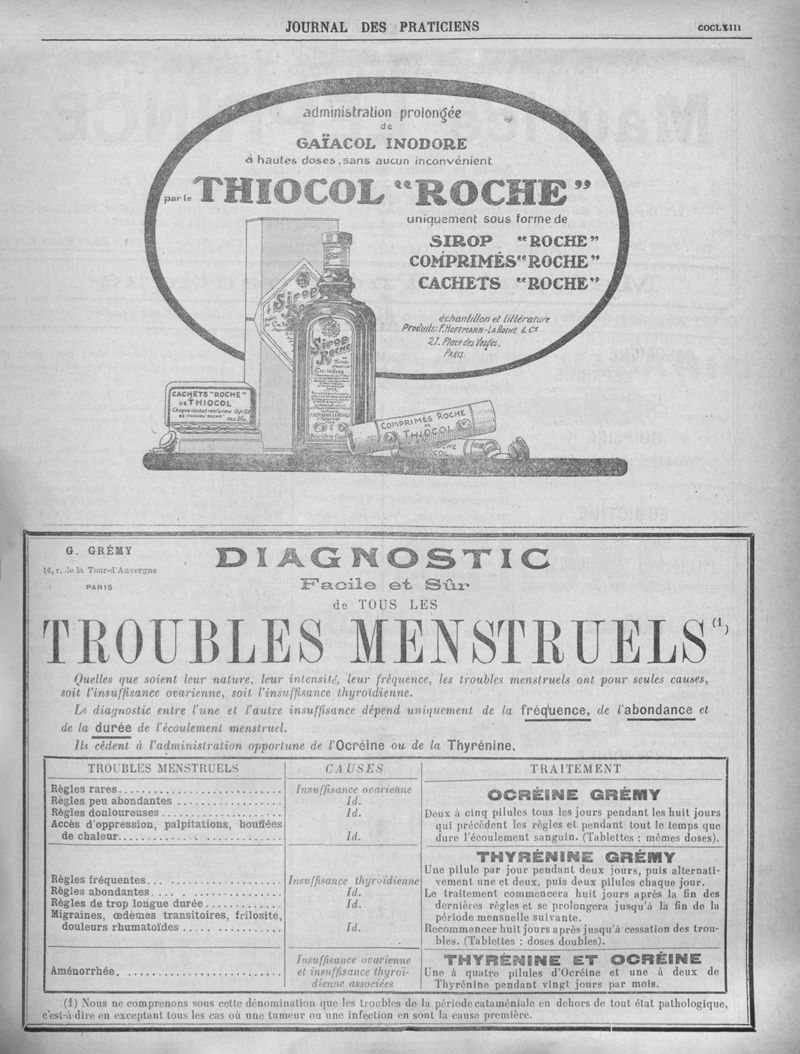 JOURNAL DES PRATICIENS
administration prolongée
de
GAÏACOL INODORE
à hautes doses, sans aucun inconvénient
par le THIOCOL "ROCHE"
uniquement sous forme de
SIROP "ROCHE"
COMPRIMÉS "ROCHE"
CACHETS "ROCHE"
échantillon et littérature
Produits: F. HOFFMANN-LA ROCHE & Cie
21. Place des Vosges.
PARIS.
Sirop
Sirop
ROCHE
CACHETS "ROCHE"
DE THIOCOL
COMPRIMÉS ROCHE
DE
THIOCOL
G. GRÉMY
16, r. de la Tour-d'Auvergne
PARIS
DIAGNOSTIC
Facile et Sûr
de TOUS LES
TROUBLES MENSTRUELS (1)
Quelles que soient leur nature, leur intensité, leur fréquence, les troubles menstruels ont pour seules causes,
soit l'insuffisance ovarienne, soit l'insuffisance thyroïdienne.
Le diagnostic entre l'une et l'autre insuffisance dépend uniquement de la fréquence, de l'abondance et
de la durée de l'écoulement menstruel.
Ils cèdent à l'administration opportune de l'Ocréine ou de la Thyrénine.
TROUBLES MENSTRUELS CAUSES TRAITEMENT
Règles rares. Insuffisance ovarienne
Règles peu abondantes Id.
Règles douloureuses Id.
Accès d'oppression, palpitations, bouffées
de chaleur. Id.
OCRÉINE GRÉMY
Deux à cinq pilules tous les jours pendant les huit jours
qui précèdent les règles et pendant tout le temps que
dure l'écoulement sanguin. (Tablettes : mêmes doses).
Règles fréquentes. Insuffisance thyroïdienne
Règles abondantes. Id.
Règles de trop longue durée Id.
Migraines, œdèmes transitoires, frilosité,
douleurs rhumatoïdes Id.
THYRÉNINE GRÉMY
Une pilule par jour pendant deux jours, puis alternati-
vement une et deux, puis deux pilules chaque jour.
Le traitement commencera huit jours après la fin des
dernières règles et se prolongera jusqu'à la fin de la
période mensuelle suivante.
Recommencer huit jours après jusqu'à cessation des trou-
bles. (Tablettes : doses doubles).
Aménorrhée.
Insuffisance ovarienne
et insuffisance thyroï-
dienne associées
THYRÉNINE ET OCRÉINE
Une à quatre pilules d'Ocréine et une à deux de
Thyrénine pendant vingt jours par mois.
(1) Nous ne comprenons sous cette dénomination que les troubles de la période cataméniale en dehors de tout état pathologique,
c'est-à-dire en exceptant tous les cas où une tumeur ou une infection en sont la cause première.